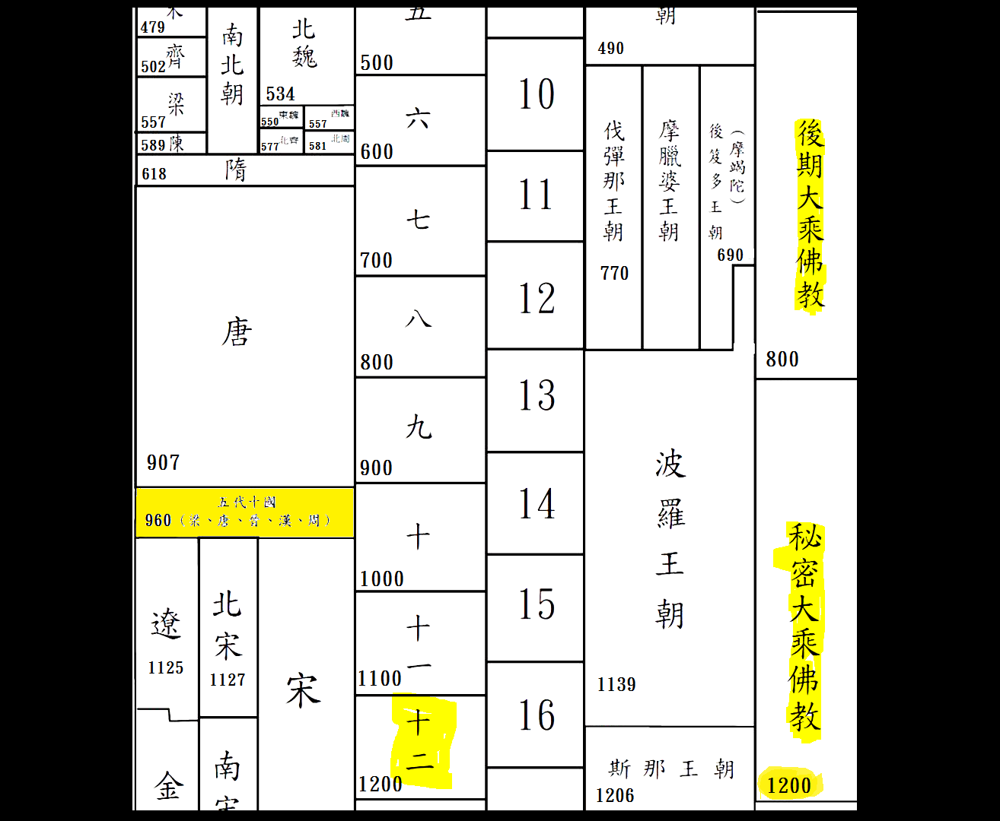 479
齊
502
梁
557
陳
589
南北朝
北魏
534
東魏
550
西魏
557
北齊
577
北周
581
隋
618
唐
907
五代十國
960（梁、唐、晉、漢、周）
遼
1125
北宋
1127
宋
金
南宋
五
500
六
600
七
700
八
800
九
900
十
1000
十一
1100
十二
1200
10
11
12
13
14
15
16
朝
490
伐彈那王朝
770
摩臘婆王朝
後笈多王朝
（摩竭陀）
690
波羅王朝
1139
斯那王朝
1206
後期大乘佛教
800
秘密大乘佛教
1200